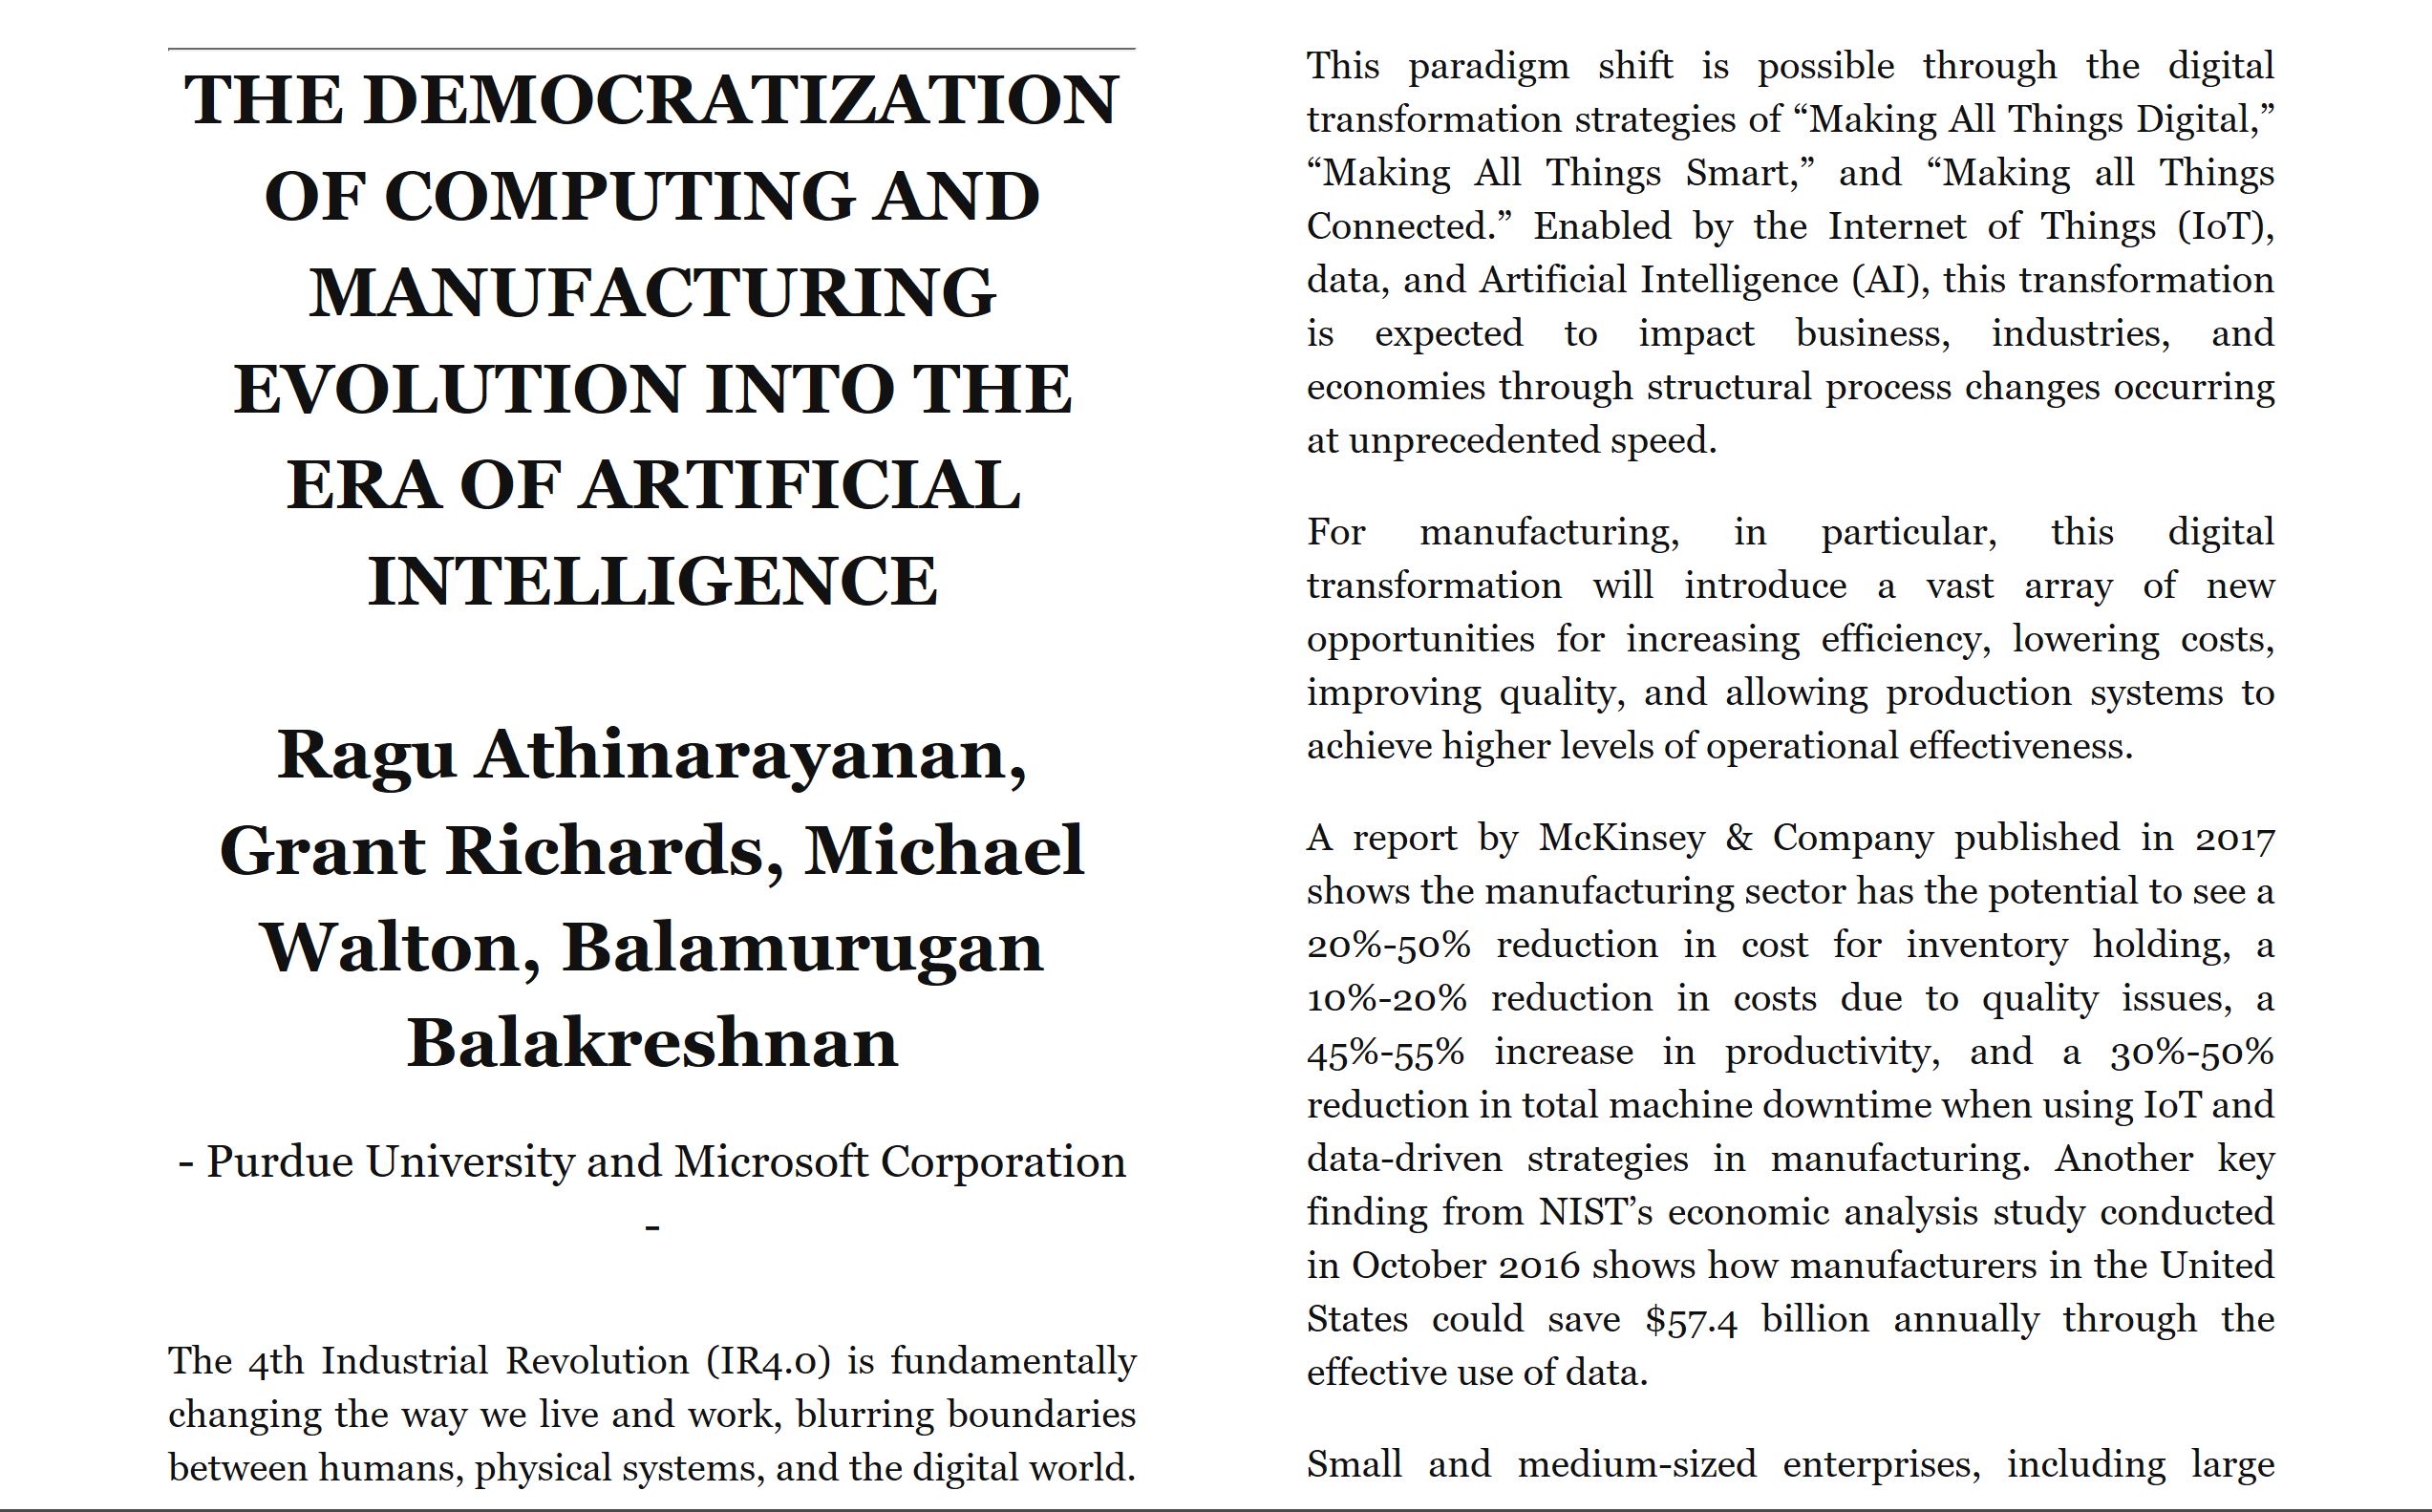 THE DEMOCRATIZATION
OF COMPUTING AND
MANUFACTURING
EVOLUTION INTO THE
ERA OF ARTIFICIAL
INTELLIGENCE
Ragu Athinarayanan,
Grant Richards, Michael
Walton, Balamurugan
Balakreshnan
- Purdue University and Microsoft Corporation
-
The 4th Industrial Revolution (IR4.0) is fundamentally
changing the way we live and work, blurring boundaries
between humans, physical systems, and the digital world.
This paradigm shift is possible through the digital
transformation strategies of “Making All Things Digital,”
“Making All Things Smart,” and “Making all Things
Connected.” Enabled by the Internet of Things (IoT),
data, and Artificial Intelligence (AI), this transformation
is expected to impact business, industries, and
economies through structural process changes occurring
at unprecedented speed.
For manufacturing, in particular, this digital
transformation will introduce a vast array of new
opportunities for increasing efficiency, lowering costs,
improving quality, and allowing production systems to
achieve higher levels of operational effectiveness.
A report by McKinsey & Company published in 2017
shows the manufacturing sector has the potential to see a
20%-50% reduction in cost for inventory holding, a
10%-20% reduction in costs due to quality issues, a
45%-55% increase in productivity, and a 30%-50%
reduction in total machine downtime when using IoT and
data-driven strategies in manufacturing. Another key
finding from NIST’s economic analysis study conducted
in October 2016 shows how manufacturers in the United
States could save $57.4 billion annually through the
effective use of data.
Small and medium-sized enterprises, including large